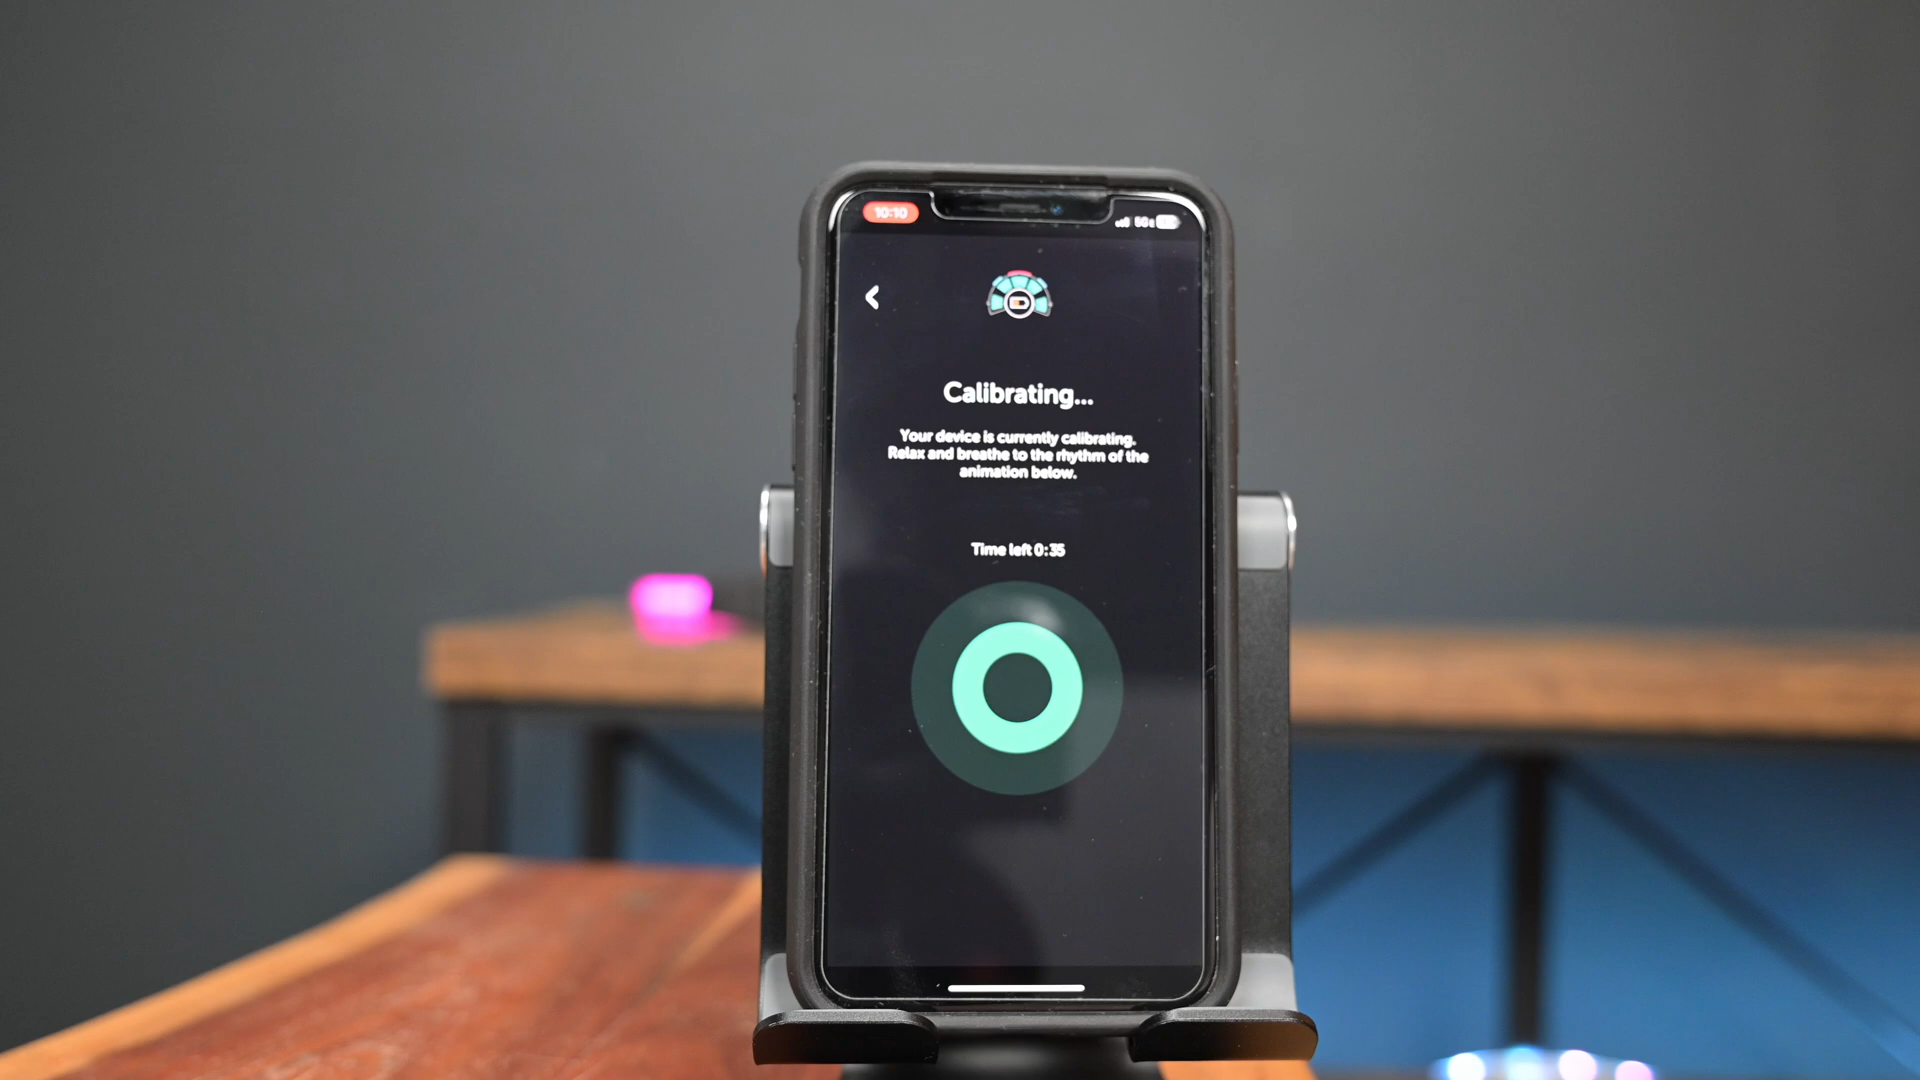 10:10
5G
Calibrating...
Your device is currently calibrating.
Relax and breathe to the rhythm of the
animation below.
Time left 0:35